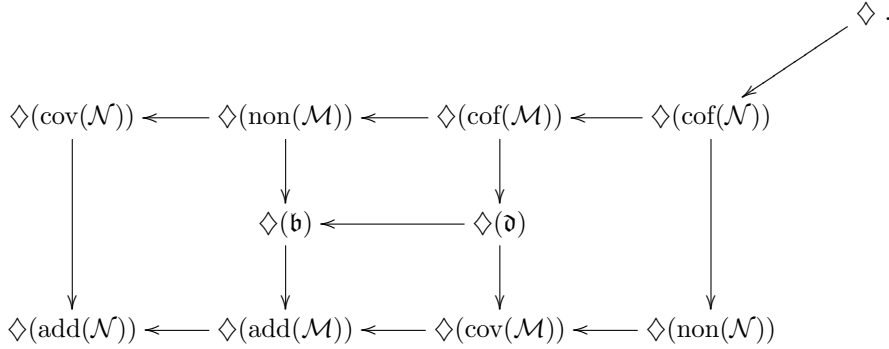 ♢ .
♢(cov(𝒩)) ♢(non(ℳ)) ♢(cof(ℳ)) ♢(cof(𝒩))
♢(𝔟) ♢(𝔡)
♢(add(𝒩)) ♢(add(ℳ)) ♢(cov(ℳ)) ♢(non(𝒩))